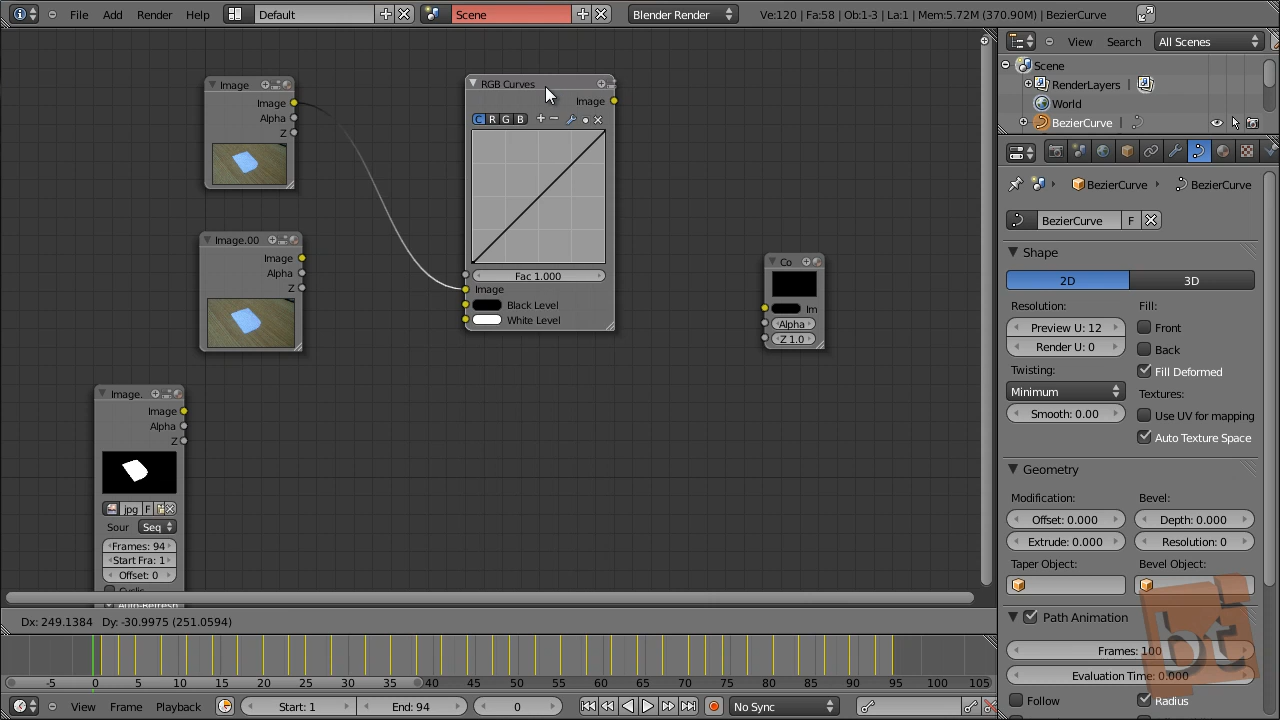 File Add Render Help Default Scene Blender Render Ve:120 | Fa:58 | Ob:1-3 | La:1 | Mem:5.72M (370.90M) | BezierCurve
View Search All Scenes
Scene
RenderLayers
World
BezierCurve
Image
Image
Alpha
Z
Image.00
Image
Alpha
Z
Image.
Image
Alpha
Z
jpg F
Sour Seq
Frames: 94
Start Fra: 1
Offset: 0
Cyclic
Auto-Refresh
RGB Curves
Image
C R G B
Fac 1.000
Image
Black Level
White Level
Co
Im
Alpha
Z 1.0
BezierCurve BezierCurve
BezierCurve F
Shape
2D 3D
Resolution: Fill:
Preview U: 12 Front
Render U: 0 Back
Twisting: Fill Deformed
Minimum Textures:
Smooth: 0.00 Use UV for mapping
Auto Texture Space
Geometry
Modification: Bevel:
Offset: 0.000 Depth: 0.000
Extrude: 0.000 Resolution: 0
Taper Object: Bevel Object:
Path Animation
Frames: 100
Evaluation Time: 0.000
Follow Radius
bt
Dx: 249.1384 Dy: -30.9975 (251.0594)
-5 0 5 10 15 20 25 30 35 40 45 50 55 60 65 70 75 80 85 90 95 100 105
View Frame Playback Start: 1 End: 94 0 No Sync